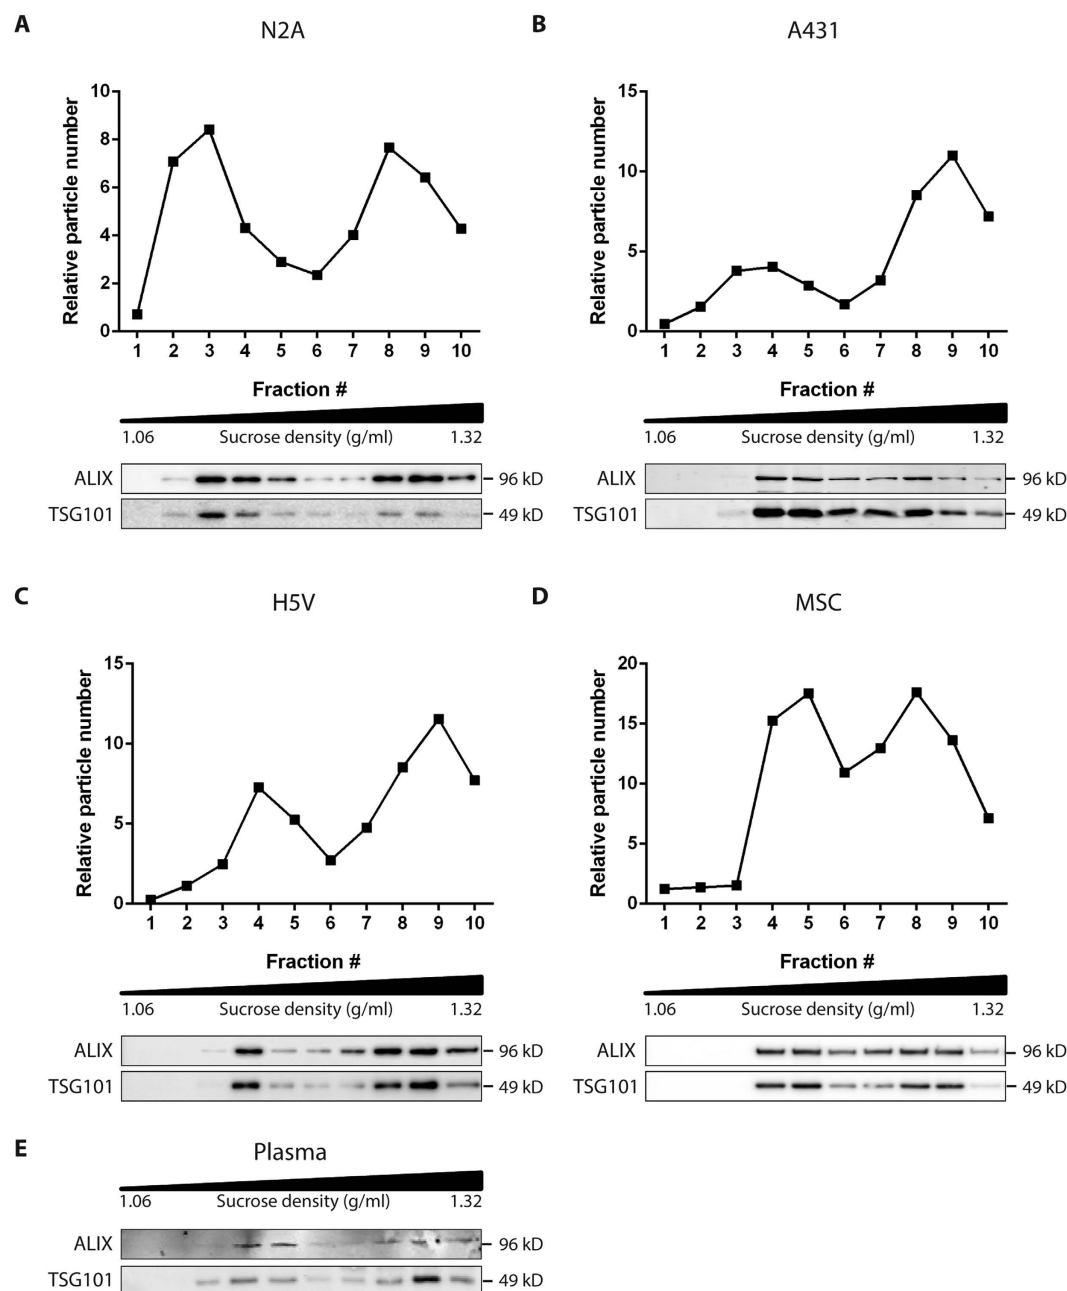 A
N2A
Relative particle number
10
8
6
4
2
0
1 2 3 4 5 6 7 8 9 10
Fraction #
1.06 Sucrose density (g/ml) 1.32
ALIX 96 kD
TSG101 49 kD
B
A431
Relative particle number
15
10
5
0
1 2 3 4 5 6 7 8 9 10
Fraction #
1.06 Sucrose density (g/ml) 1.32
ALIX 96 kD
TSG101 49 kD
C
H5V
Relative particle number
15
10
5
0
1 2 3 4 5 6 7 8 9 10
Fraction #
1.06 Sucrose density (g/ml) 1.32
ALIX 96 kD
TSG101 49 kD
D
MSC
Relative particle number
20
15
10
5
0
1 2 3 4 5 6 7 8 9 10
Fraction #
1.06 Sucrose density (g/ml) 1.32
ALIX 96 kD
TSG101 49 kD
E
Plasma
1.06 Sucrose density (g/ml) 1.32
ALIX 96 kD
TSG101 49 kD